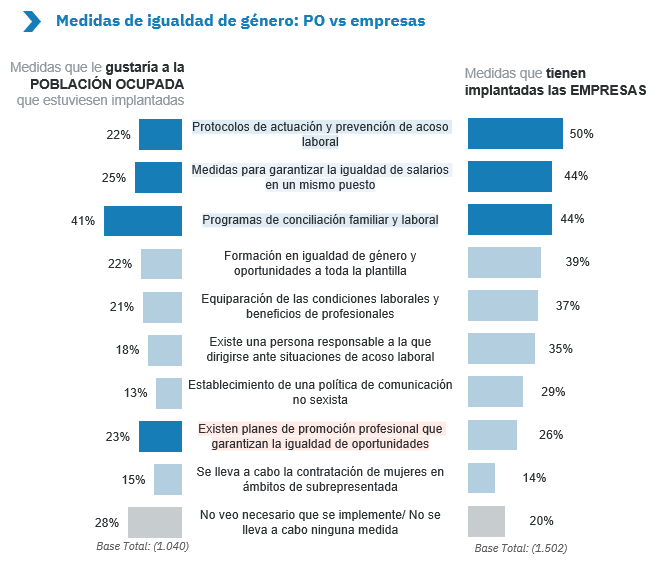 Medidas de igualdad de género: PO vs empresas
Medidas que le gustaría a la
POBLACIÓN OCUPADA
que estuviesen implantadas
Medidas que tienen
implantadas las EMPRESAS
22%
Protocolos de actuación y prevención de acoso
laboral
50%
25%
Medidas para garantizar la igualdad de salarios
en un mismo puesto
44%
41%
Programas de conciliación familiar y laboral
44%
22%
Formación en igualdad de género y
oportunidades a toda la plantilla
39%
21%
Equiparación de las condiciones laborales y
beneficios de profesionales
37%
18%
Existe una persona responsable a la que
dirigirse ante situaciones de acoso laboral
35%
13%
Establecimiento de una política de comunicación
no sexista
29%
23%
Existen planes de promoción profesional que
garantizan la igualdad de oportunidades
26%
15%
Se lleva a cabo la contratación de mujeres en
ámbitos de subrepresentada
14%
28%
No veo necesario que se implemente/ No se
lleva a cabo ninguna medida
20%
Base Total: (1.040)
Base Total: (1.502)